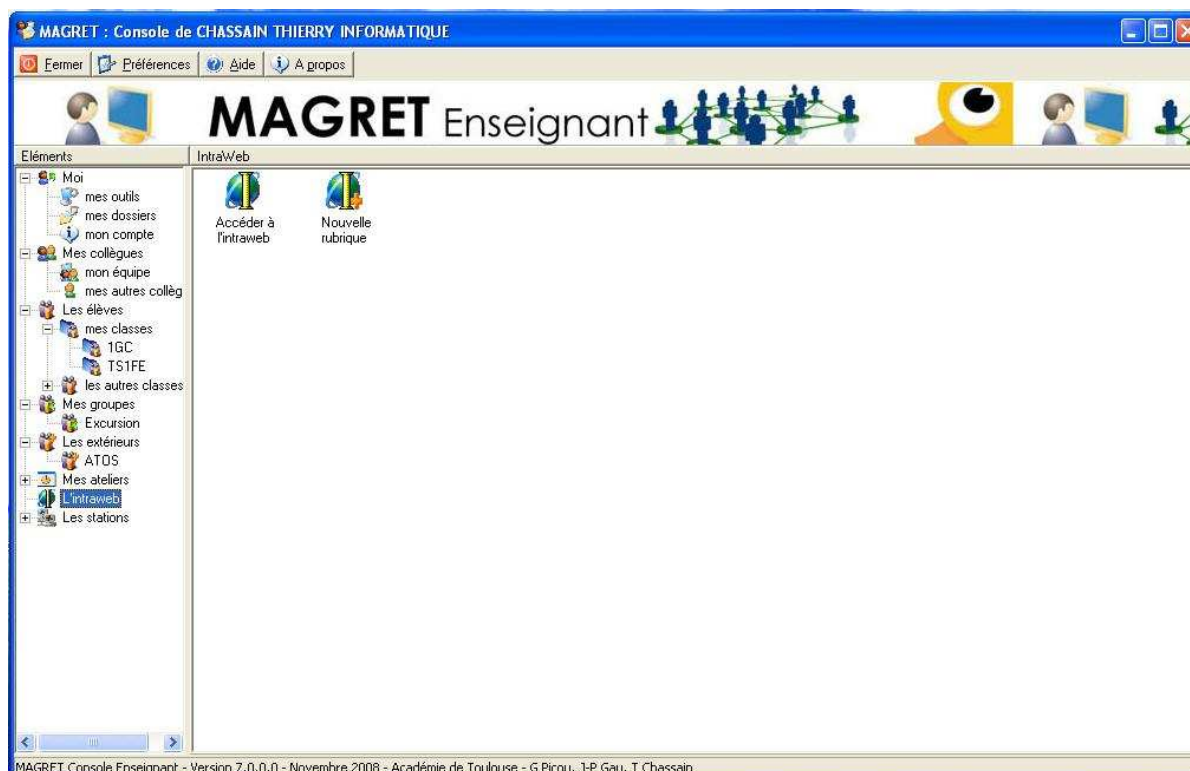 MAGRET : Console de CHASSAIN THIERRY INFORMATIQUE
Fermer Préférences Aide A propos
MAGRET Enseignant
Eléments IntraWeb
Moi
mes outils
mes dossiers
mon compte
Mes collègues
mon équipe
mes autres collèg
Les élèves
mes classes
1GC
TS1FE
les autres classes
Mes groupes
Excursion
Les extérieurs
ATOS
Mes ateliers
L'intraweb
Les stations
Accéder à
l'intraweb
Nouvelle
rubrique
MAGRET Console Enseignant - Version 7.0.0.0 - Novembre 2008 - Académie de Toulouse - G Picou, J-P Gau, T Chassain